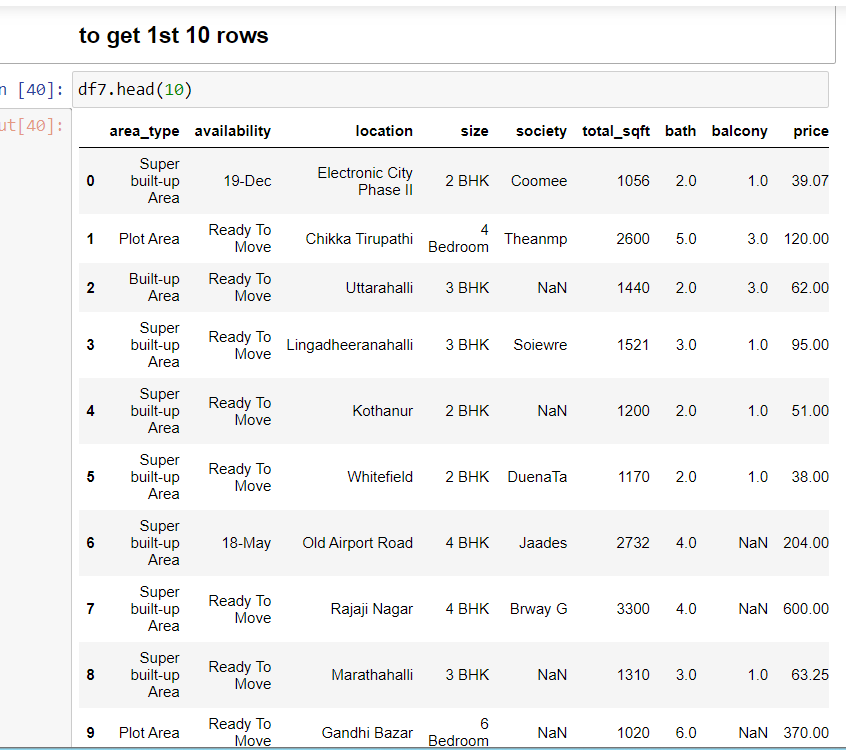 to get 1st 10 rows
n [40]: df7.head(10)
ut[40]:
area_type availability location size society total_sqft bath balcony price
0 Super built-up Area 19-Dec Electronic City Phase II 2 BHK Coomee 1056 2.0 1.0 39.07
1 Plot Area Ready To Move Chikka Tirupathi 4 Bedroom Theanmp 2600 5.0 3.0 120.00
2 Built-up Area Ready To Move Uttarahalli 3 BHK NaN 1440 2.0 3.0 62.00
3 Super built-up Area Ready To Move Lingadheeranahalli 3 BHK Soiewre 1521 3.0 1.0 95.00
4 Super built-up Area Ready To Move Kothanur 2 BHK NaN 1200 2.0 1.0 51.00
5 Super built-up Area Ready To Move Whitefield 2 BHK DuenaTa 1170 2.0 1.0 38.00
6 Super built-up Area 18-May Old Airport Road 4 BHK Jaades 2732 4.0 NaN 204.00
7 Super built-up Area Ready To Move Rajaji Nagar 4 BHK Brway G 3300 4.0 NaN 600.00
8 Super built-up Area Ready To Move Marathahalli 3 BHK NaN 1310 3.0 1.0 63.25
9 Plot Area Ready To Move Gandhi Bazar 6 Bedroom NaN 1020 6.0 NaN 370.00